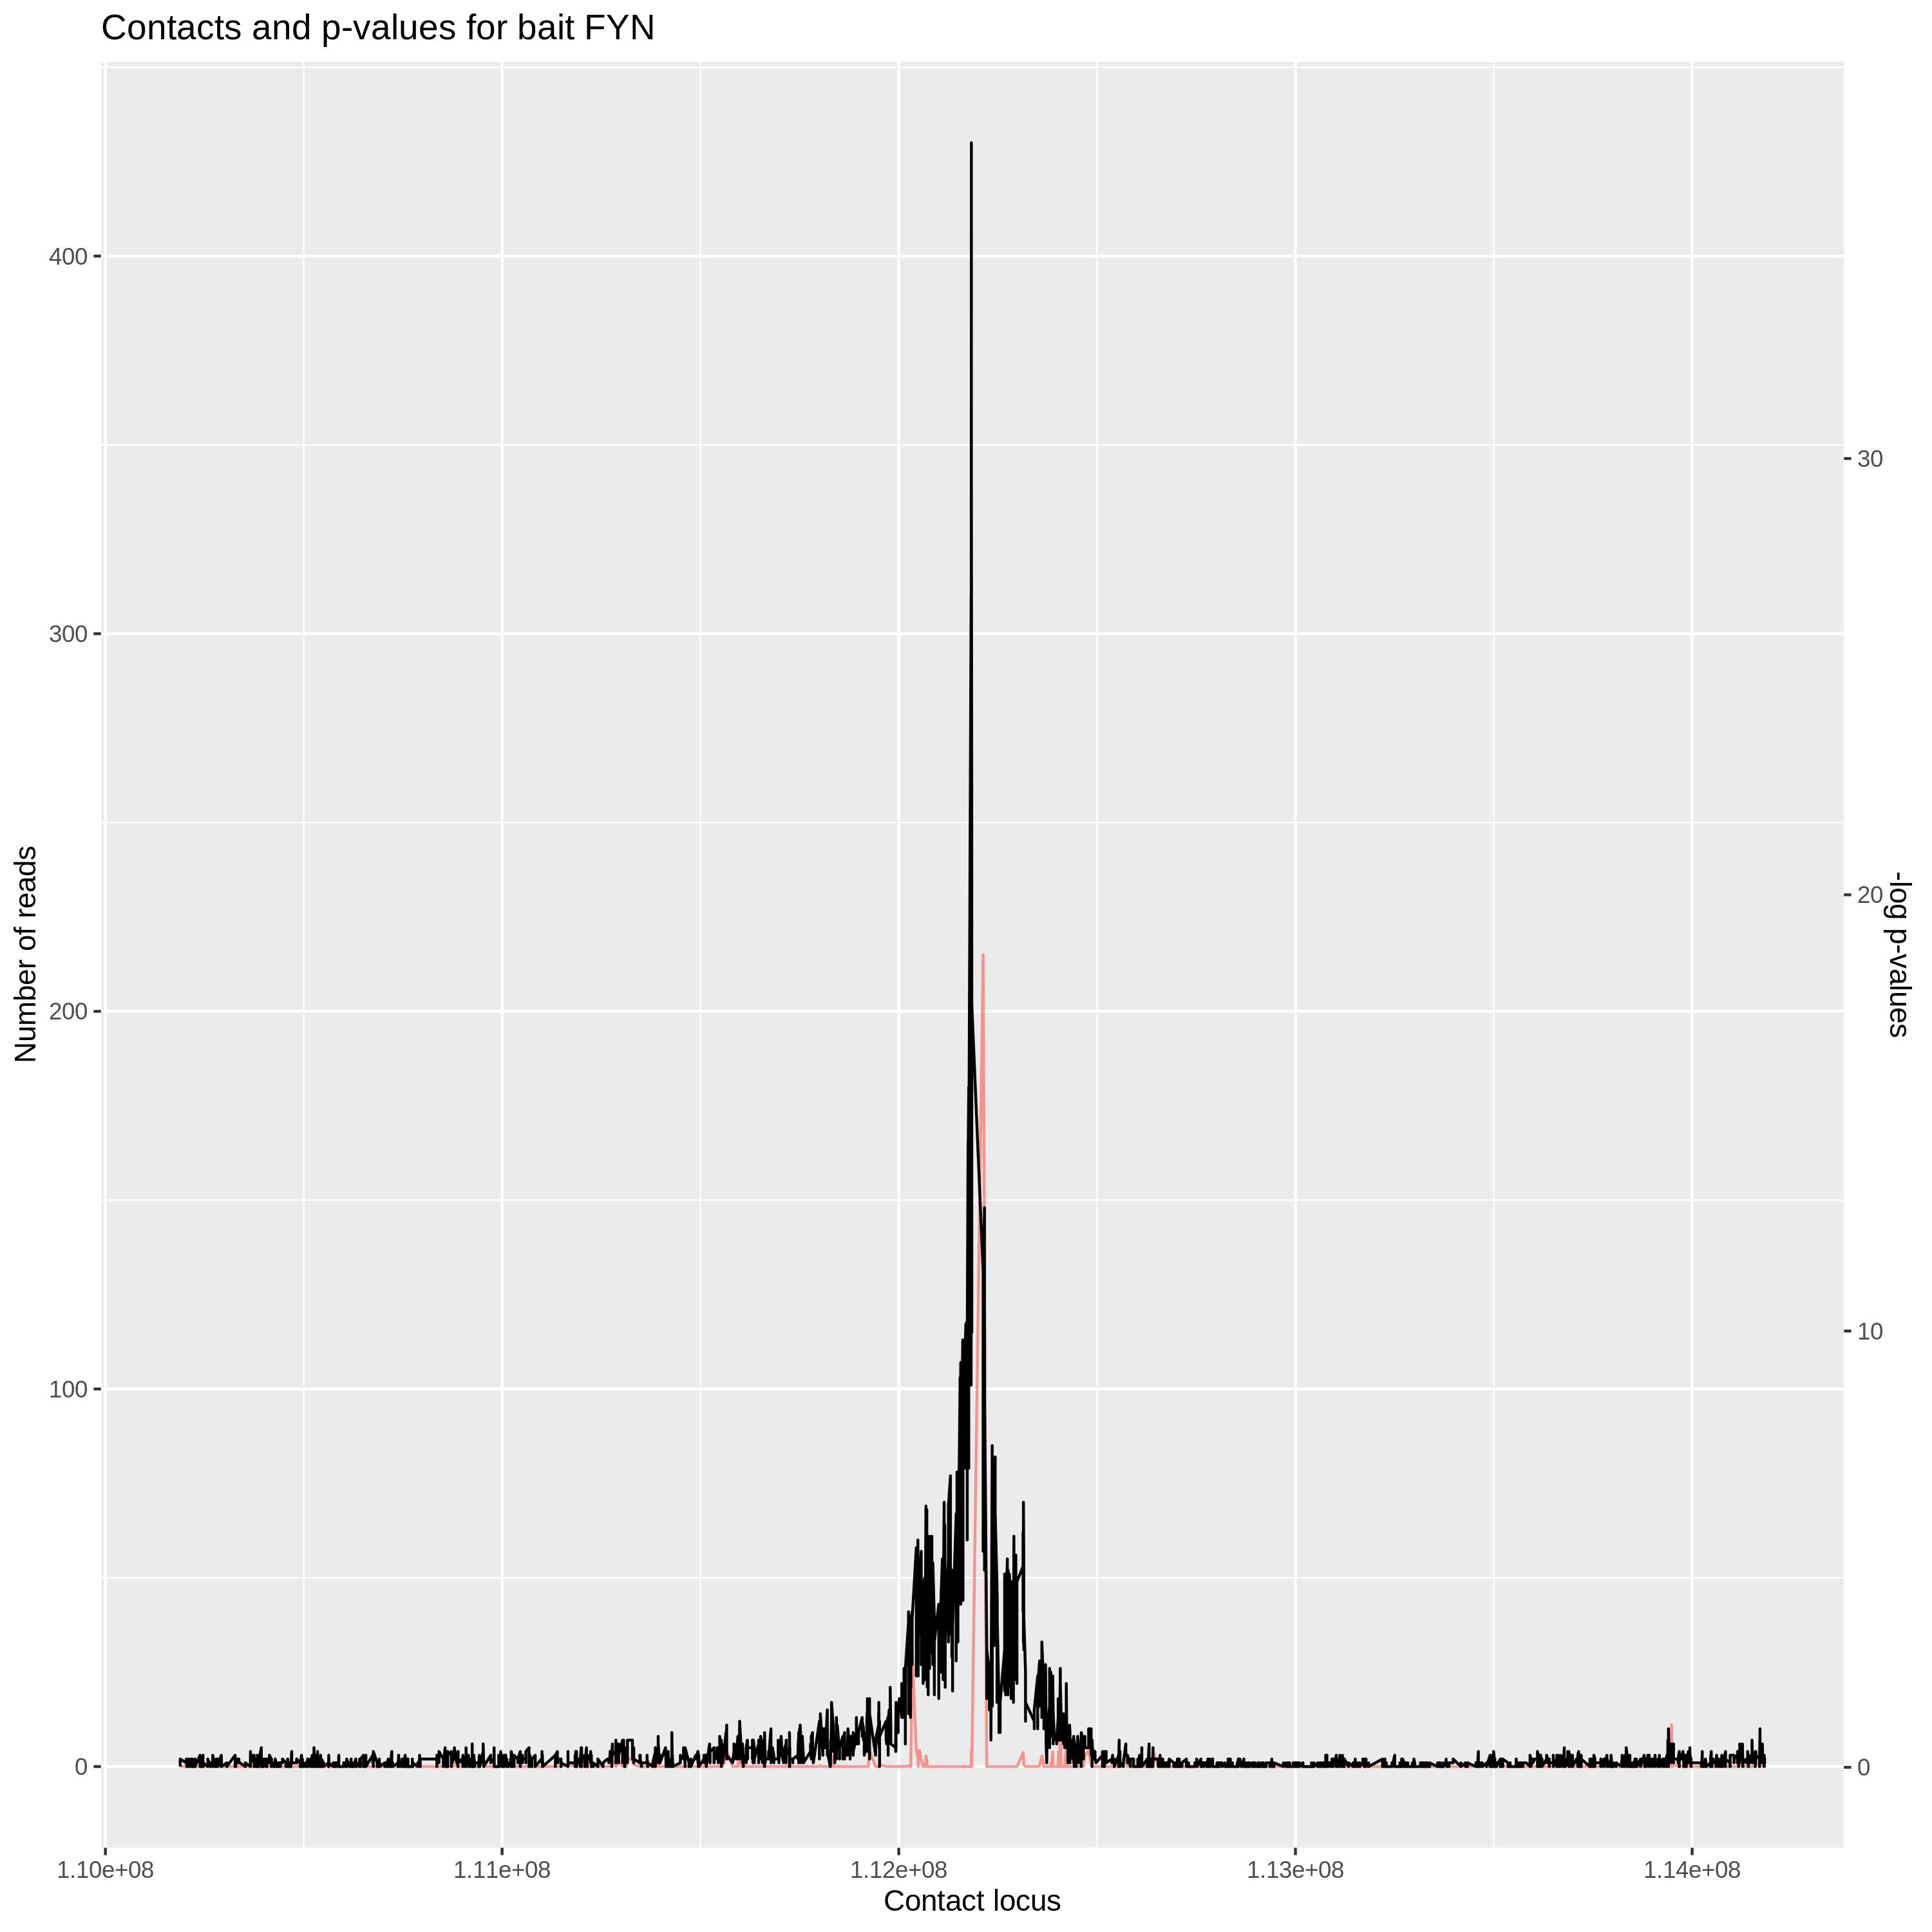 Contacts and p-values for bait FYN
400
300
200
100
0
Number of reads
30
20
10
0
-log p-values
1.10e+08
1.11e+08
1.12e+08
1.13e+08
1.14e+08
Contact locus